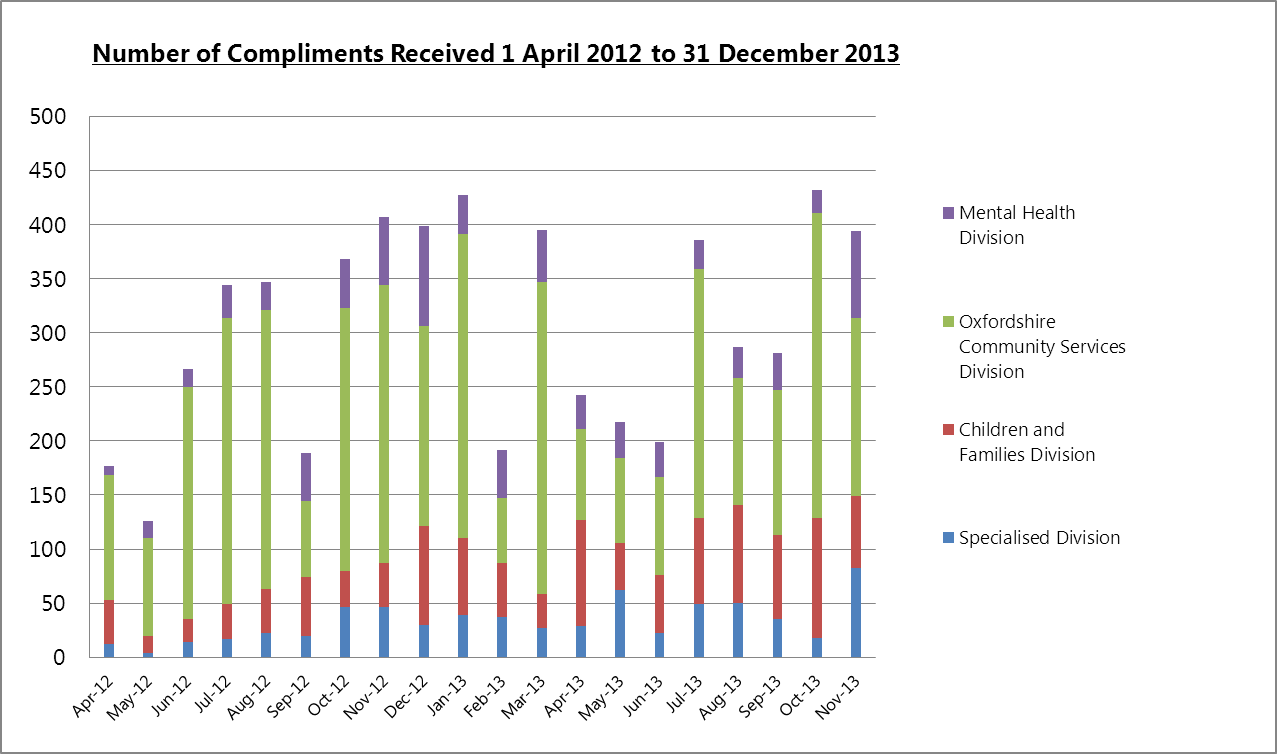 Number of Compliments Received 1 April 2012 to 31 December 2013
500
450
400
350
300
250
200
150
100
50
0
Apr-12
May-12
Jun-12
Jul-12
Aug-12
Sep-12
Oct-12
Nov-12
Dec-12
Jan-13
Feb-13
Mar-13
Apr-13
May-13
Jun-13
Jul-13
Aug-13
Sep-13
Oct-13
Nov-13
Mental Health
Division
Oxfordshire
Community Services
Division
Children and
Families Division
Specialised Division